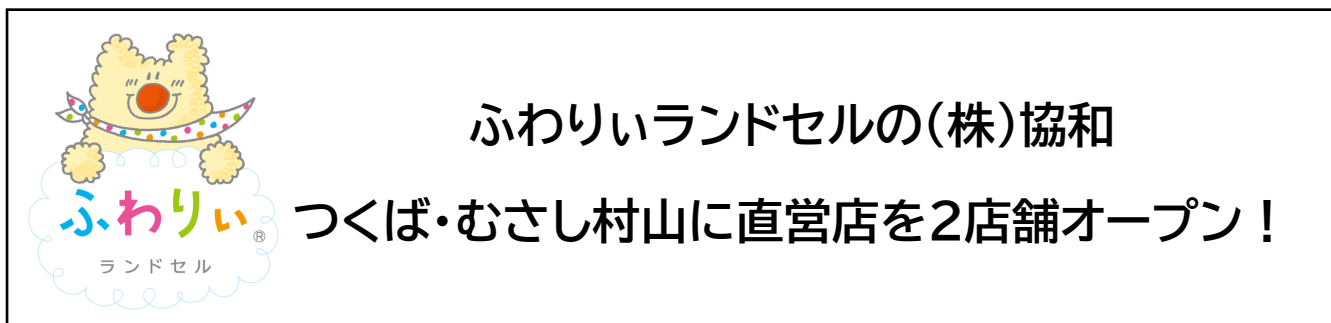 ふわりぃ®
ランドセル
ふわりぃランドセルの(株)協和
つくば・むさし村山に直営店を2店舗オープン!